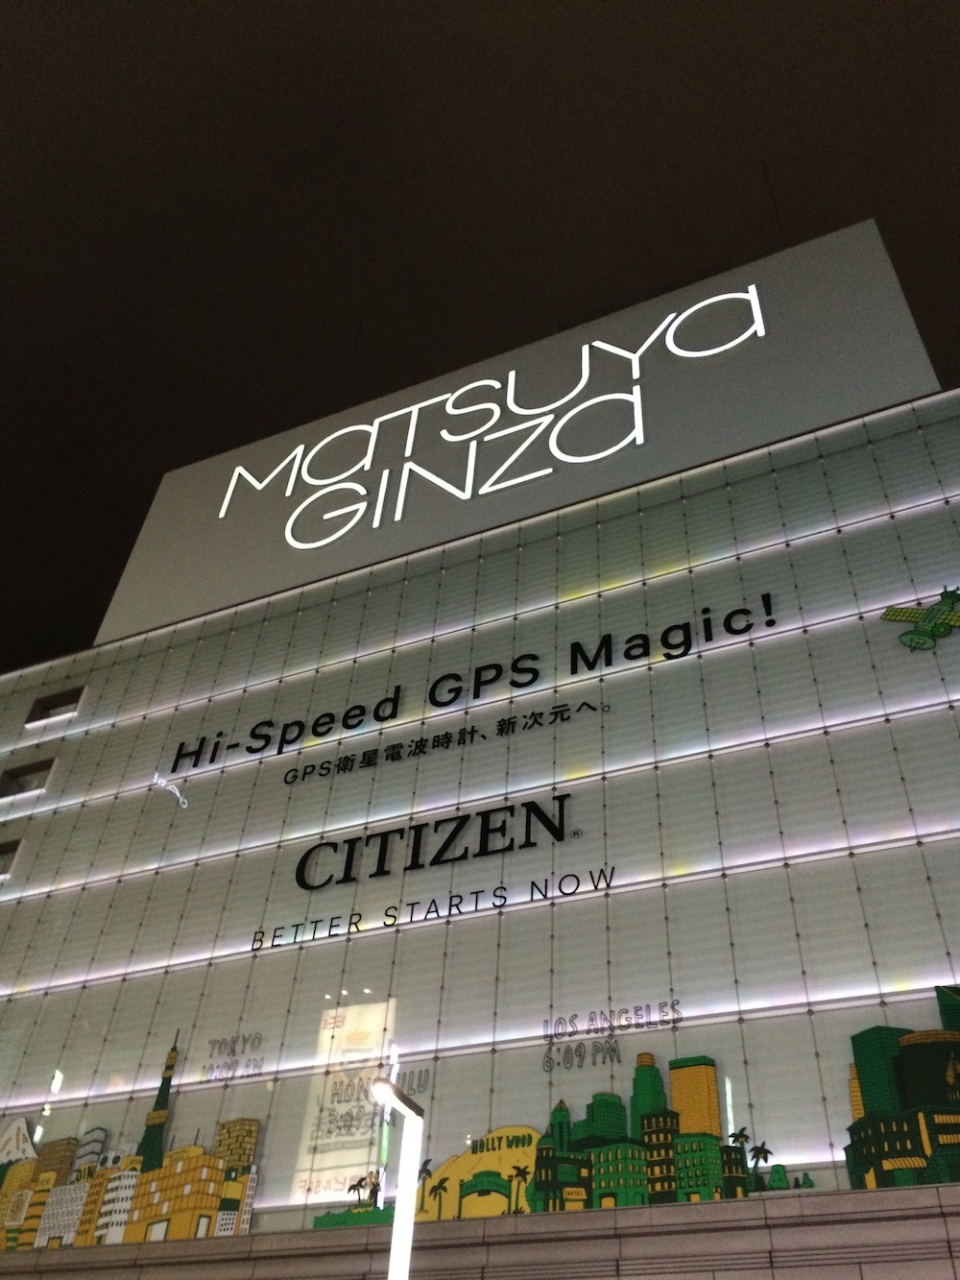 MATSUYA
GINZA
Hi-Speed GPS Magic!
GPS衛星電波時計、新次元へ。
CITIZEN®
BETTER STARTS NOW
LOS ANGELES
6:09 PM
TOKYO
HONOLULU
HOLLYWOOD